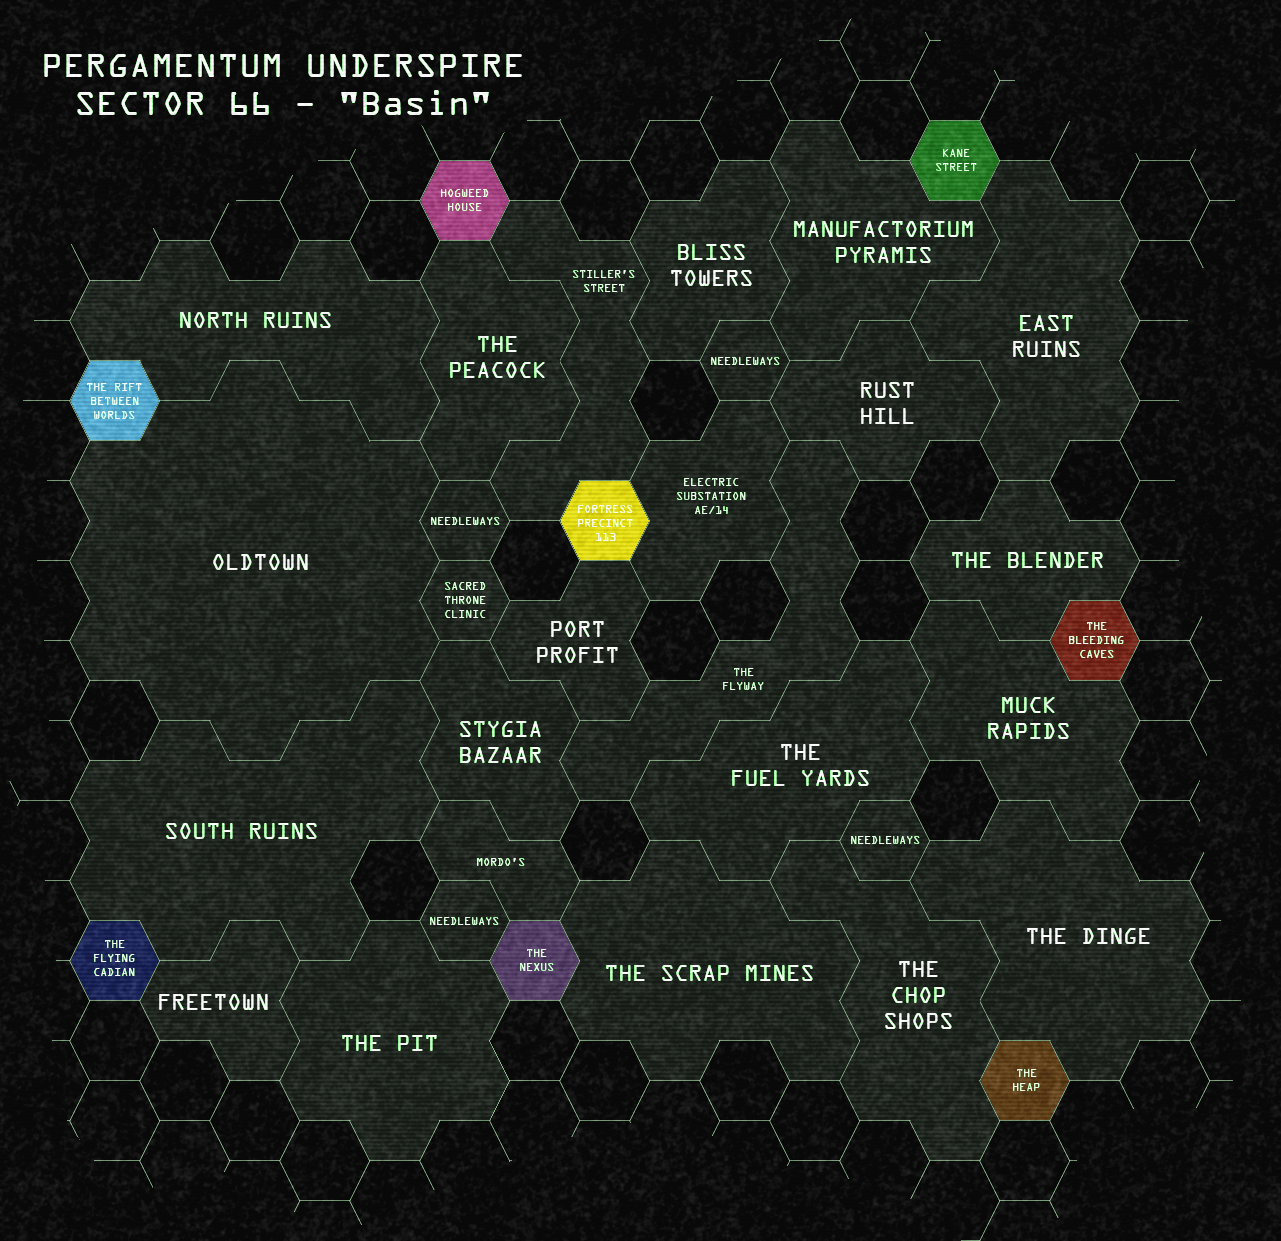 PERGAMENTUM UNDERSPIRE
SECTOR 66 - "Basin"
KANE
STREET
HOGWEED
HOUSE
MANUFACTORIUM
PYRAMIS
BLISS
TOWERS
STILLER'S
STREET
NORTH RUINS
EAST
RUINS
THE
PEACOCK
NEEDLEWAYS
THE RIFT
BETWEEN
WORLDS
RUST
HILL
ELECTRIC
SUBSTATION
AE/14
FORTRESS
PRECINCT
113
NEEDLEWAYS
OLDTOWN
THE BLENDER
SACRED
THRONE
CLINIC
PORT
PROFIT
THE
BLEEDING
CAVES
THE
FLYWAY
MUCK
RAPIDS
STYGIA
BAZAAR
THE
FUEL YARDS
SOUTH RUINS
NEEDLEWAYS
MORDO'S
NEEDLEWAYS
THE DINGE
THE
FLYING
CADIAN
THE
NEXUS
THE SCRAP MINES
THE
CHOP
SHOPS
FREETOWN
THE PIT
THE
HEAP